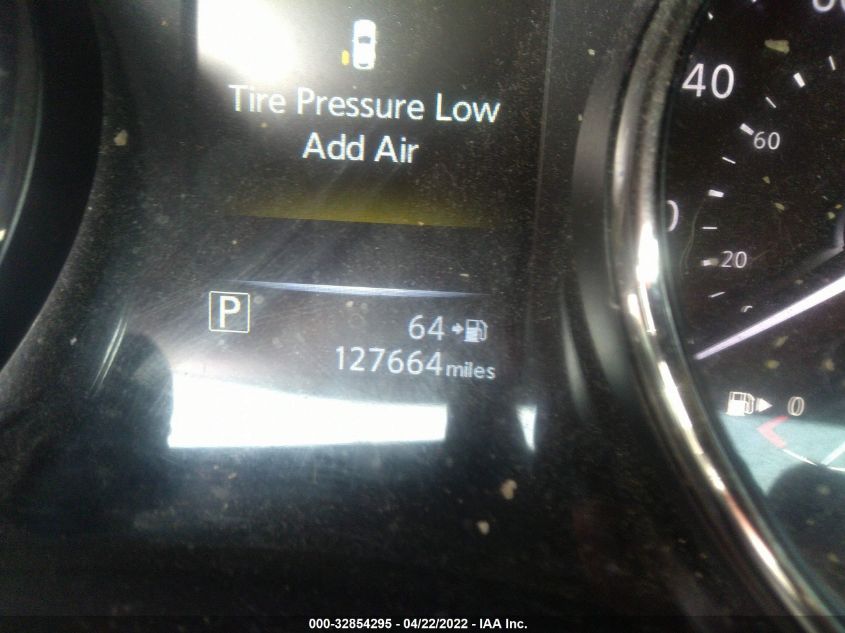 Tire Pressure Low
Add Air
40
60
20
P
64
127664 miles
0
000-32854295 - 04/22/2022 - IAA Inc.